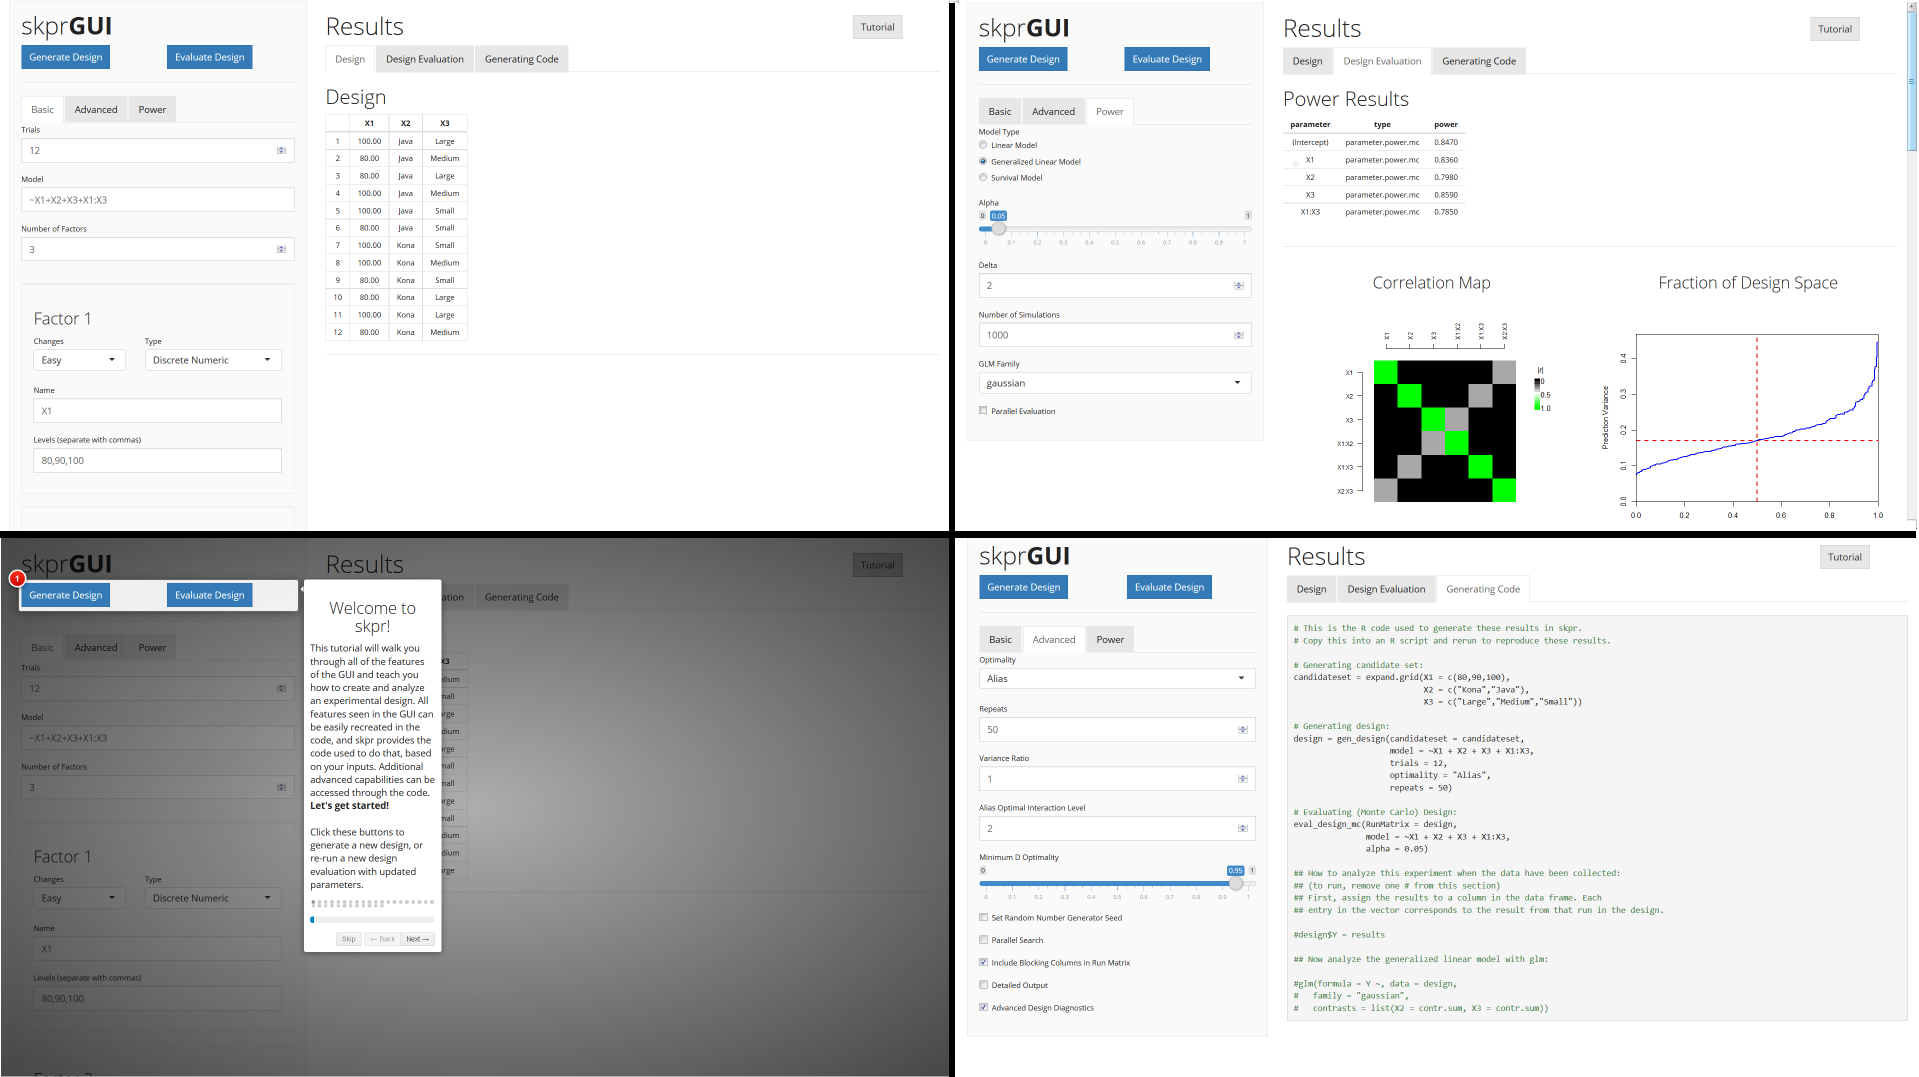 skprGUI
Generate Design Evaluate Design
Basic Advanced Power
Trials
12
Model
~X1+X2+X3+X1:X3
Number of Factors
3
Factor 1
Changes Type
Easy Discrete Numeric
Name
X1
Levels (separate with commas)
80,90,100
Results
Tutorial
Design Design Evaluation Generating Code
Design
X1 X2 X3
1 100.00 Java Large
2 80.00 Java Medium
3 80.00 Java Large
4 100.00 Java Medium
5 100.00 Java Small
6 80.00 Java Small
7 100.00 Kona Small
8 100.00 Kona Medium
9 80.00 Kona Small
10 80.00 Kona Large
11 100.00 Kona Large
12 80.00 Kona Medium
skprGUI
Generate Design Evaluate Design
Basic Advanced Power
Model Type
Linear Model
Generalized Linear Model
Survival Model
Alpha
0 0.05 1
0 0.1 0.2 0.3 0.4 0.5 0.6 0.7 0.8 0.9 1
Delta
2
Number of Simulations
1000
GLM Family
gaussian
Parallel Evaluation
Results
Tutorial
Design Design Evaluation Generating Code
Power Results
parameter type power
(Intercept) parameter.power.mc 0.8470
X1 parameter.power.mc 0.8360
X2 parameter.power.mc 0.7980
X3 parameter.power.mc 0.8590
X1:X3 parameter.power.mc 0.7850
Correlation Map
X1 X2 X3 X1:X2 X1:X3 X2:X3
X1
X2
X3
X1:X2
X1:X3
X2:X3
|r|
0
0.5
1.0
Fraction of Design Space
Prediction Variance
0.4
0.3
0.2
0.1
0.0
0.0 0.2 0.4 0.6 0.8 1.0
skprGUI
1
Generate Design Evaluate Design
Basic Advanced Power
Trials
12
Model
~X1+X2+X3+X1:X3
Number of Factors
3
Factor 1
Changes Type
Easy Discrete Numeric
Name
X1
Levels (separate with commas)
80,90,100
Results
Tutorial
ation Generating Code
X3
dium
mall
arge
dium
arge
mall
mall
arge
mall
dium
dium
arge
Welcome to
skpr!
This tutorial will walk you
through all of the features
of the GUI and teach you
how to create and analyze
an experimental design. All
features seen in the GUI can
be easily recreated in the
code, and skpr provides the
code used to do that, based
on your inputs. Additional
advanced capabilities can be
accessed through the code.
Let's get started!
Click these buttons to
generate a new design, or
re-run a new design
evaluation with updated
parameters.
Skip ← Back Next →
skprGUI
Generate Design Evaluate Design
Basic Advanced Power
Optimality
Alias
Repeats
50
Variance Ratio
1
Alias Optimal Interaction Level
2
Minimum D Optimality
0 0.95 1
0 0.1 0.2 0.3 0.4 0.5 0.6 0.7 0.8 0.9 1
Set Random Number Generator Seed
Parallel Search
Include Blocking Columns in Run Matrix
Detailed Output
Advanced Design Diagnostics
Results
Tutorial
Design Design Evaluation Generating Code
# This is the R code used to generate these results in skpr.
# Copy this into an R script and rerun to reproduce these results.
# Generating candidate set:
candidateset = expand.grid(X1 = c(80,90,100),
X2 = c("Kona","Java"),
X3 = c("Large","Medium","Small"))
# Generating design:
design = gen_design(candidateset = candidateset,
model = ~X1 + X2 + X3 + X1:X3,
trials = 12,
optimality = "Alias",
repeats = 50)
# Evaluating (Monte Carlo) Design:
eval_design_mc(RunMatrix = design,
model = ~X1 + X2 + X3 + X1:X3,
alpha = 0.05)
## How to analyze this experiment when the data have been collected:
## (to run, remove one # from this section)
## First, assign the results to a column in the data frame. Each
## entry in the vector corresponds to the result from that run in the design.
#design$Y = results
## Now analyze the generalized linear model with glm:
#glm(formula = Y ~, data = design,
# family = "gaussian",
# contrasts = list(X2 = contr.sum, X3 = contr.sum))